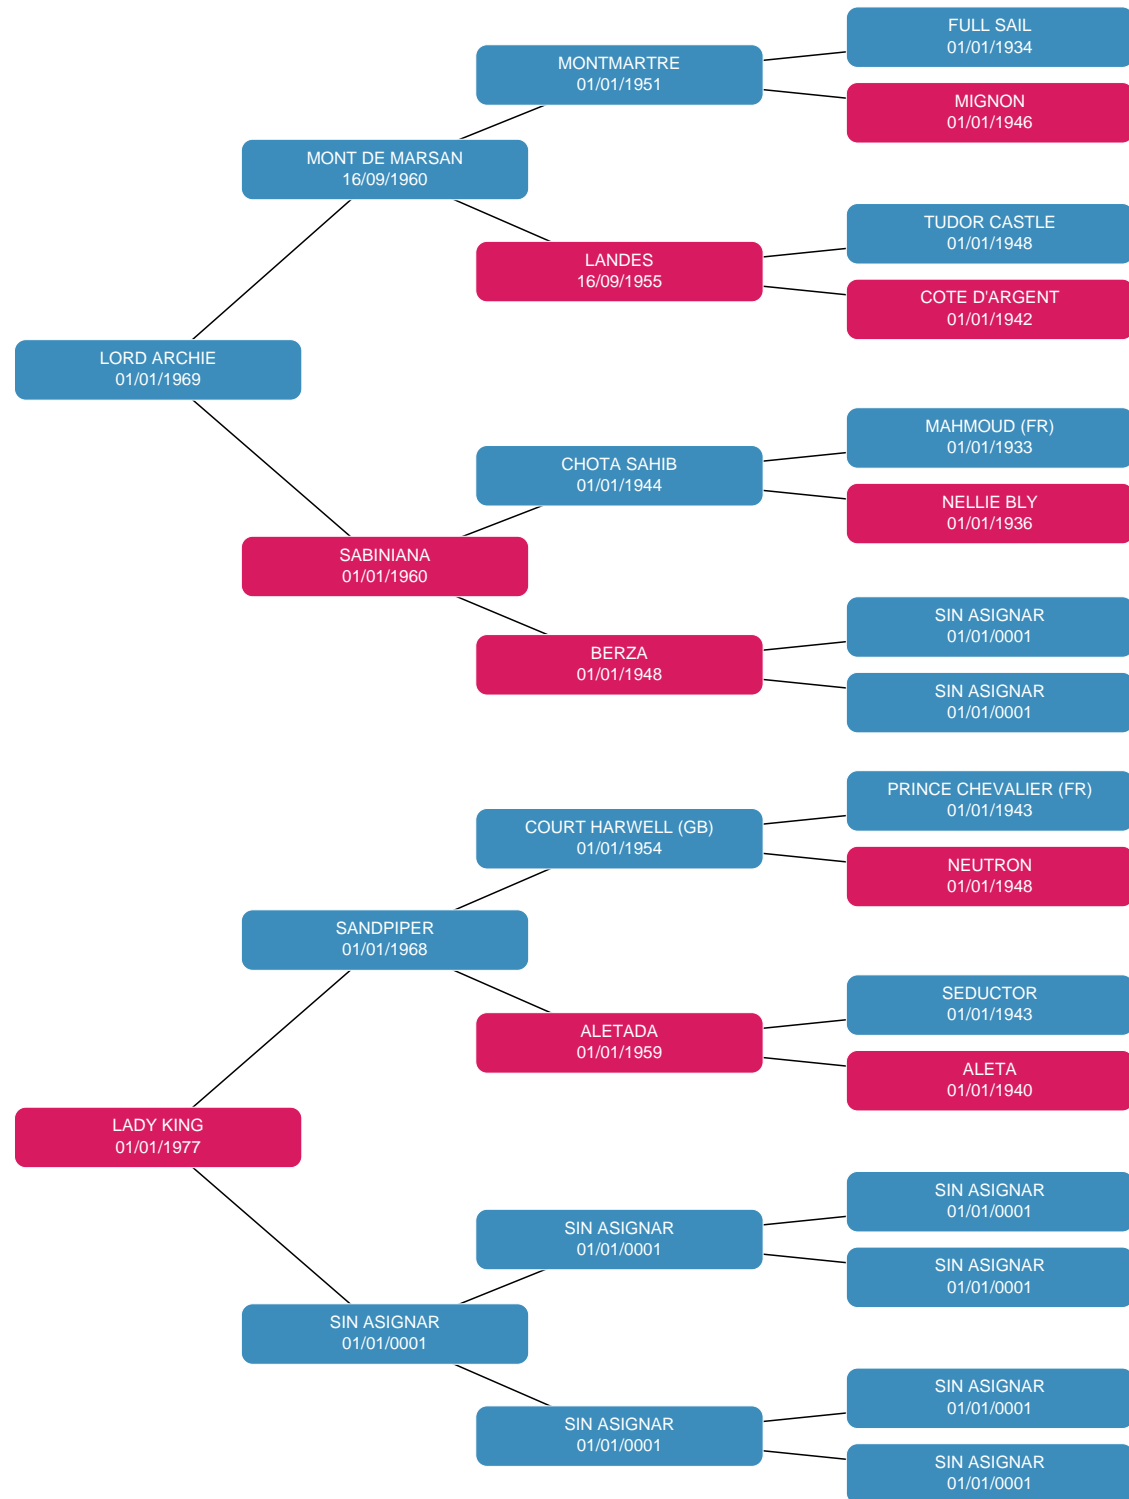 FULL SAIL
01/01/1934
MONTMARTRE
01/01/1951
MIGNON
01/01/1946
MONT DE MARSAN
16/09/1960
TUDOR CASTLE
01/01/1948
LANDES
16/09/1955
COTE D'ARGENT
01/01/1942
LORD ARCHIE
01/01/1969
MAHMOUD (FR)
01/01/1933
CHOTA SAHIB
01/01/1944
NELLIE BLY
01/01/1936
SABINIANA
01/01/1960
SIN ASIGNAR
01/01/0001
BERZA
01/01/1948
SIN ASIGNAR
01/01/0001
PRINCE CHEVALIER (FR)
01/01/1943
COURT HARWELL (GB)
01/01/1954
NEUTRON
01/01/1948
SANDPIPER
01/01/1968
SEDUCTOR
01/01/1943
ALETADA
01/01/1959
ALETA
01/01/1940
LADY KING
01/01/1977
SIN ASIGNAR
01/01/0001
SIN ASIGNAR
01/01/0001
SIN ASIGNAR
01/01/0001
SIN ASIGNAR
01/01/0001
SIN ASIGNAR
01/01/0001
SIN ASIGNAR
01/01/0001
SIN ASIGNAR
01/01/0001